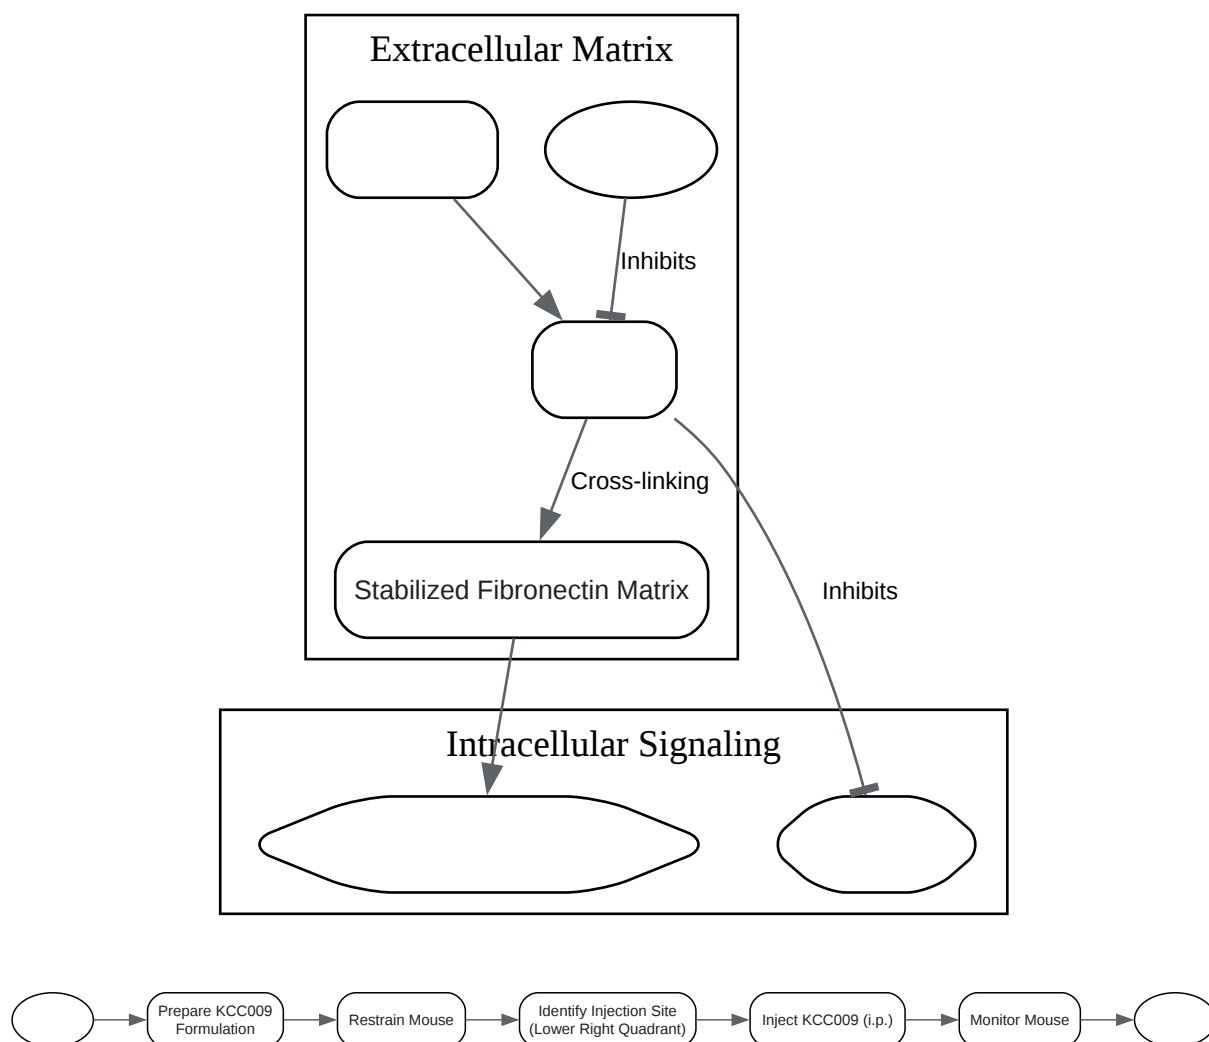 Extracellular Matrix
Inhibits
Cross-linking
Stabilized Fibronectin Matrix
Inhibits
Intracellular Signaling
Prepare KCC009
Formulation
Restrain Mouse
Identify Injection Site
(Lower Right Quadrant)
Inject KCC009 (i.p.)
Monitor Mouse